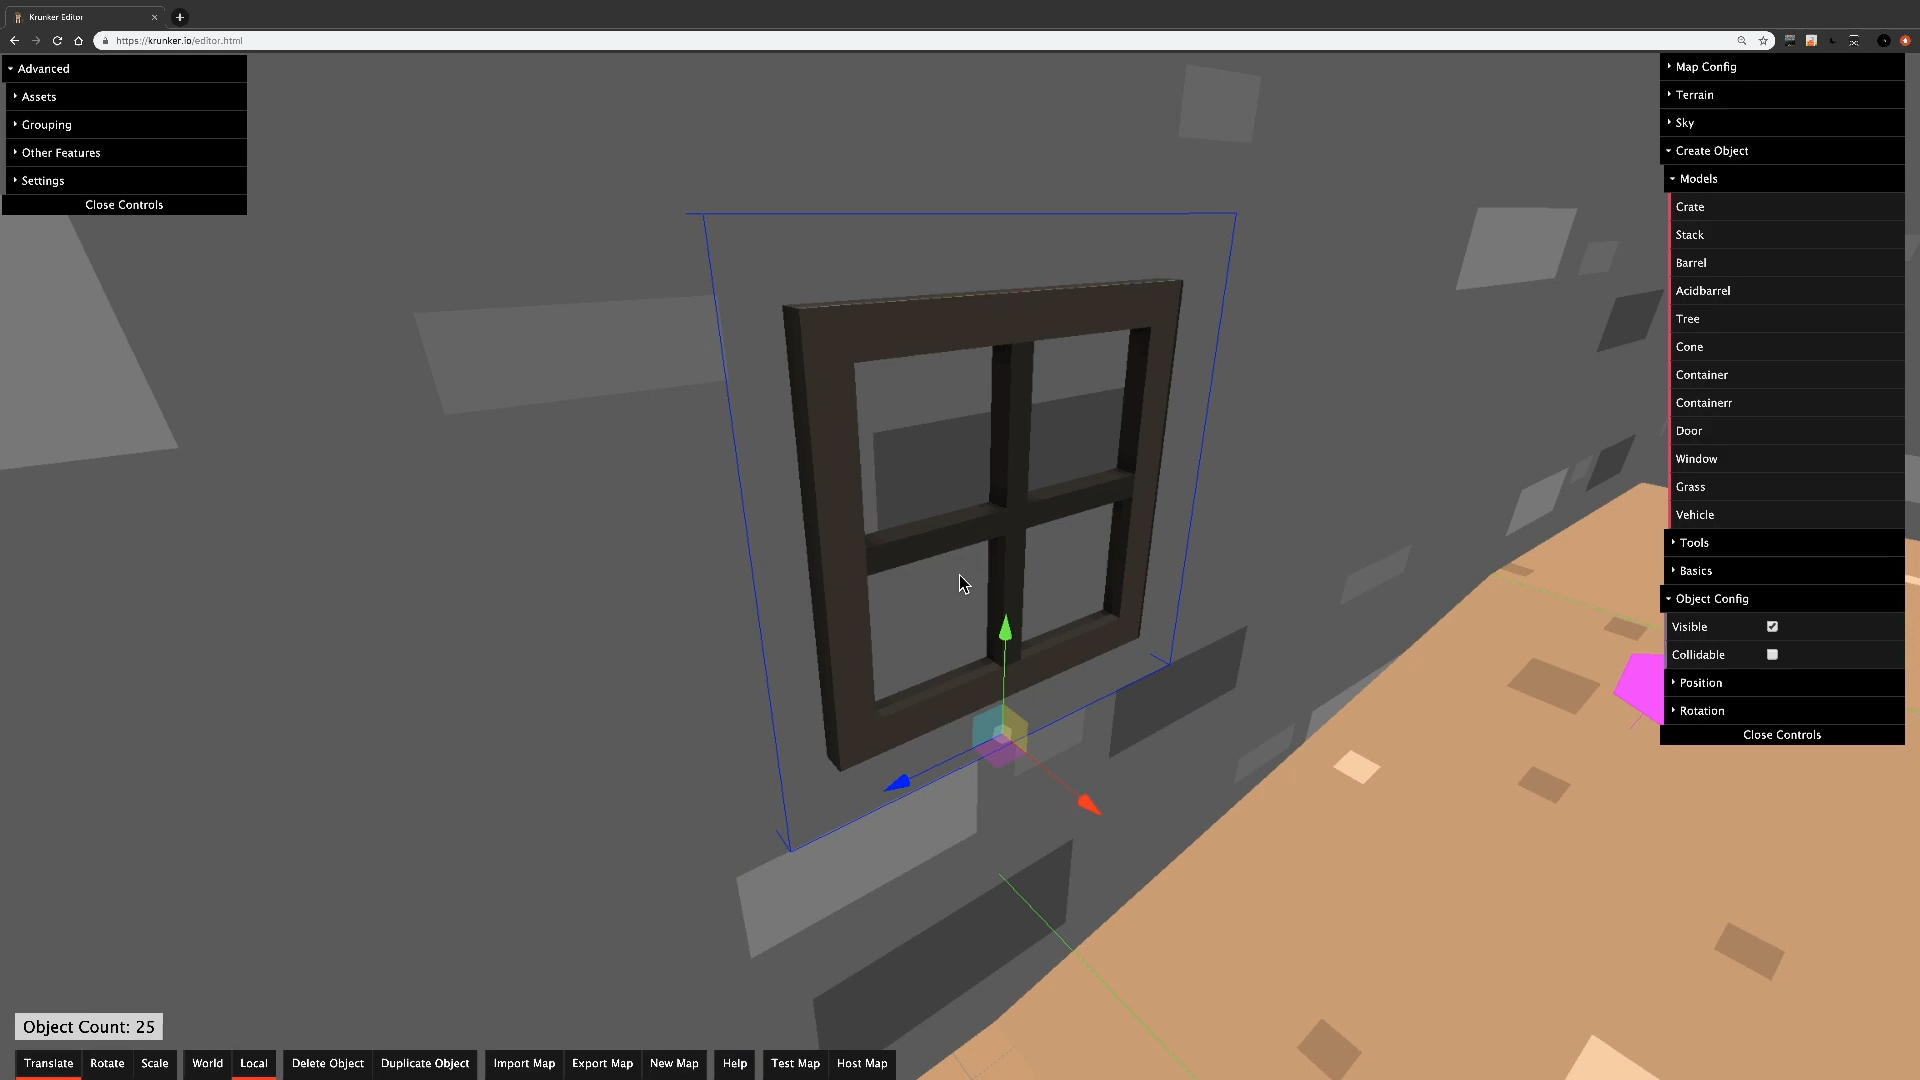 Krunker Editor
https://krunker.io/editor.html
Advanced
Assets
Grouping
Other Features
Settings
Close Controls
Map Config
Terrain
Sky
Create Object
Models
Crate
Stack
Barrel
Acidbarrel
Tree
Cone
Container
Containerr
Door
Window
Grass
Vehicle
Tools
Basics
Object Config
Visible
Collidable
Position
Rotation
Close Controls
Object Count: 25
Translate Rotate Scale World Local Delete Object Duplicate Object Import Map Export Map New Map Help Test Map Host Map